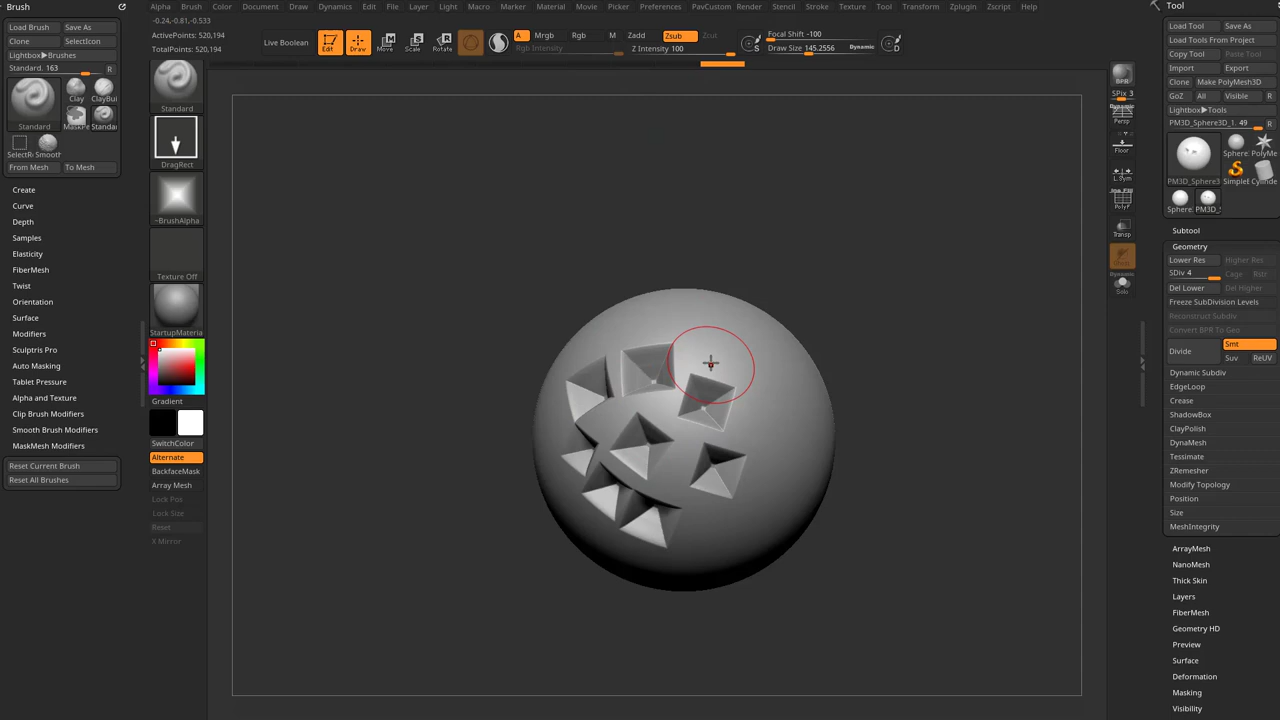 Brush
Alpha Brush Color Document Draw Dynamics Edit File Layer Light Macro Marker Material Movie Picker Preferences PavCustom Render Stencil Stroke Texture Tool Transform Zplugin Zscript Help
Tool
-0.24,-0.81,-0.533
Load Brush Save As
Clone SelectIcon
Lightbox▶Brushes
Standard. 163 R
Clay ClayBui
Standard MaskPe Standa
SelectR Smoot
From Mesh To Mesh
Create
Curve
Depth
Samples
Elasticity
FiberMesh
Twist
Orientation
Surface
Modifiers
Sculptris Pro
Auto Masking
Tablet Pressure
Alpha and Texture
Clip Brush Modifiers
Smooth Brush Modifiers
MaskMesh Modifiers
Reset Current Brush
Reset All Brushes
ActivePoints: 520,194
TotalPoints: 520,194
Live Boolean
Edit Draw Move Scale Rotate
A Mrgb Rgb M Zadd Zsub Zcut
Rgb Intensity Z Intensity 100
Focal Shift -100
Draw Size 145.2556 Dynamic
S D
Standard
DragRect
~BrushAlpha
Texture Off
StartupMateria
Gradient
SwitchColor
Alternate
BackfaceMask
Array Mesh
Lock Pos
Lock Size
Reset
X Mirror
BPR
SPix 3
Dynamic
Persp
Floor
L.Sym
PolyF
Transp
Ghost
Dynamic
Solo
Load Tool Save As
Load Tools From Project
Copy Tool Paste Tool
Import Export
Clone Make PolyMesh3D
GoZ All Visible R
Lightbox▶Tools
PM3D_Sphere3D_1. 49 R
Sphere PolyMe
PM3D_Sphere3 Simplel Cylinde
Sphere PM3D_S
Subtool
Geometry
Lower Res Higher Res
SDiv 4 Cage Rstr
Del Lower Del Higher
Freeze SubDivision Levels
Reconstruct Subdiv
Convert BPR To Geo
Divide Smt
Suv ReUV
Dynamic Subdiv
EdgeLoop
Crease
ShadowBox
ClayPolish
DynaMesh
Tessimate
ZRemesher
Modify Topology
Position
Size
MeshIntegrity
ArrayMesh
NanoMesh
Thick Skin
Layers
FiberMesh
Geometry HD
Preview
Surface
Deformation
Masking
Visibility